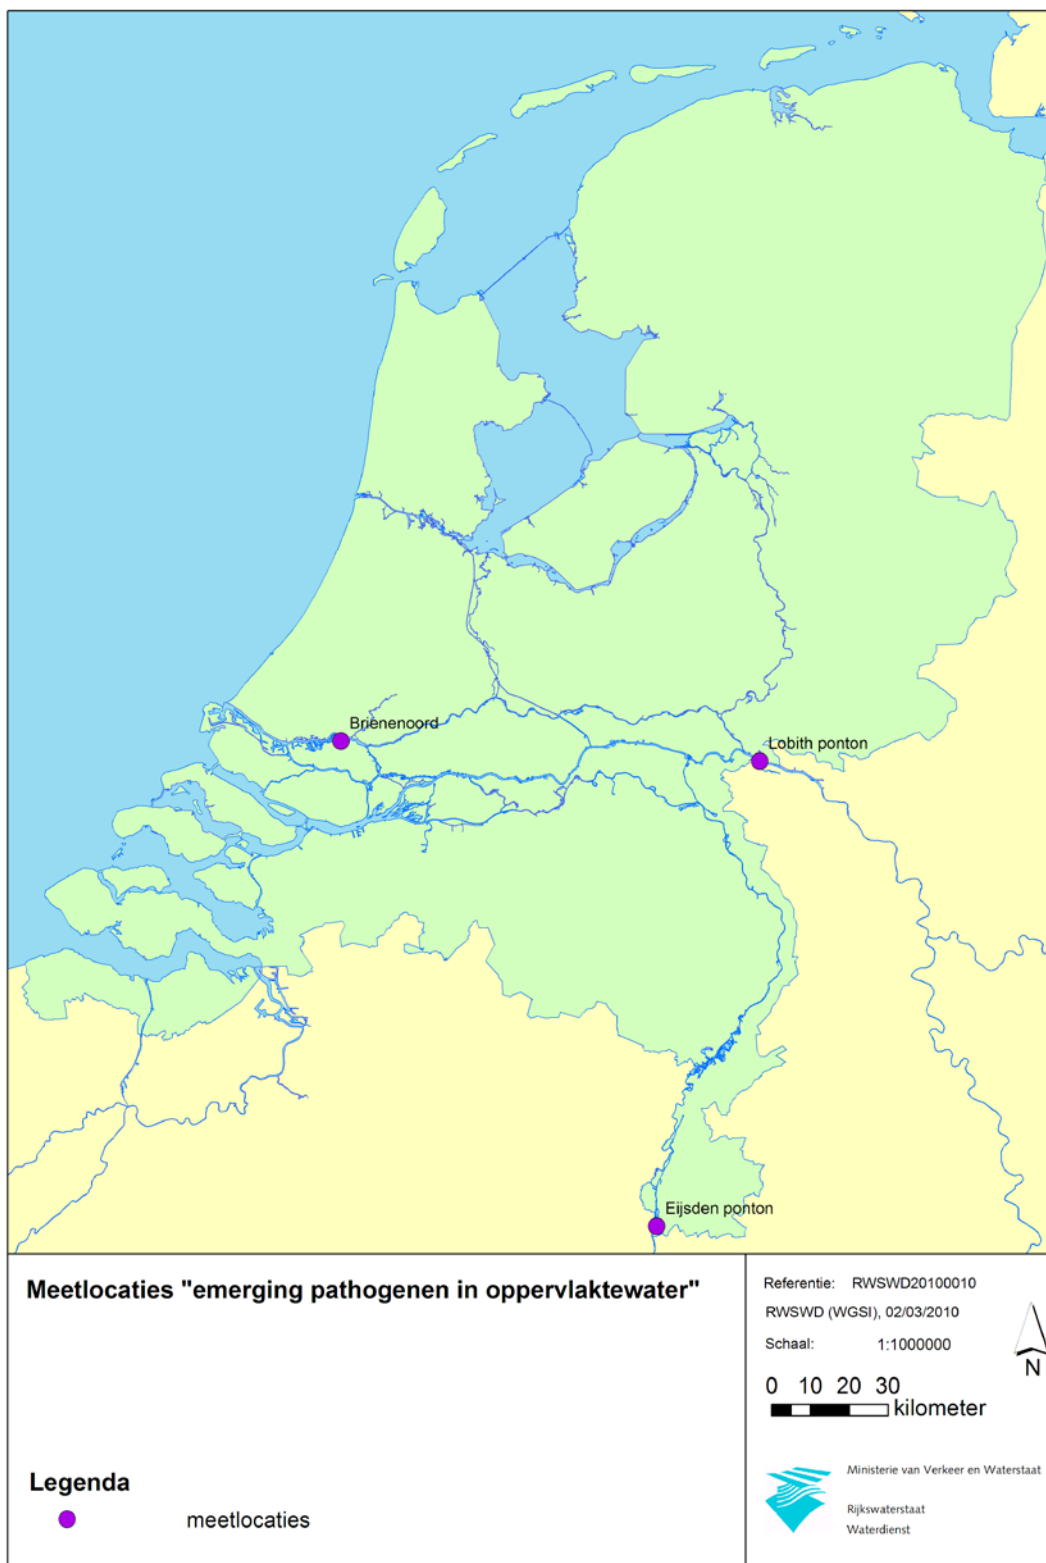 Brienenoord
Lobith ponton
Eijsden ponton
Meetlocaties "emerging pathogenen in oppervlaktewater"
Legenda
meetlocaties
Referentie: RWSWD20100010
RWSWD (WGSI), 02/03/2010
Schaal: 1:1000000
N
0 10 20 30
kilometer
Ministerie van Verkeer en Waterstaat
Rijkswaterstaat
Waterdienst